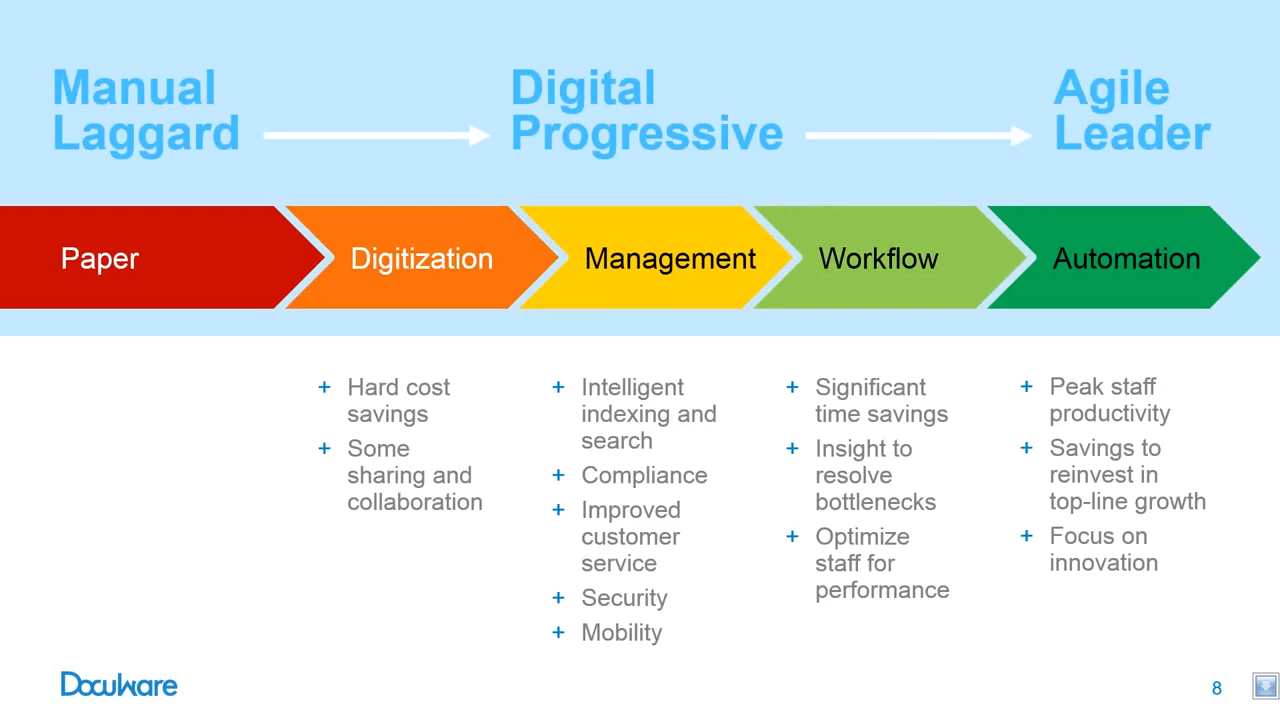 Manual
Laggard
Digital
Progressive
Agile
Leader
Paper
Digitization
Management
Workflow
Automation
+ Hard cost
savings
+ Some
sharing and
collaboration
+ Intelligent
indexing and
search
+ Compliance
+ Improved
customer
service
+ Security
+ Mobility
+ Significant
time savings
+ Insight to
resolve
bottlenecks
+ Optimize
staff for
performance
+ Peak staff
productivity
+ Savings to
reinvest in
top-line growth
+ Focus on
innovation
DocuWare
8